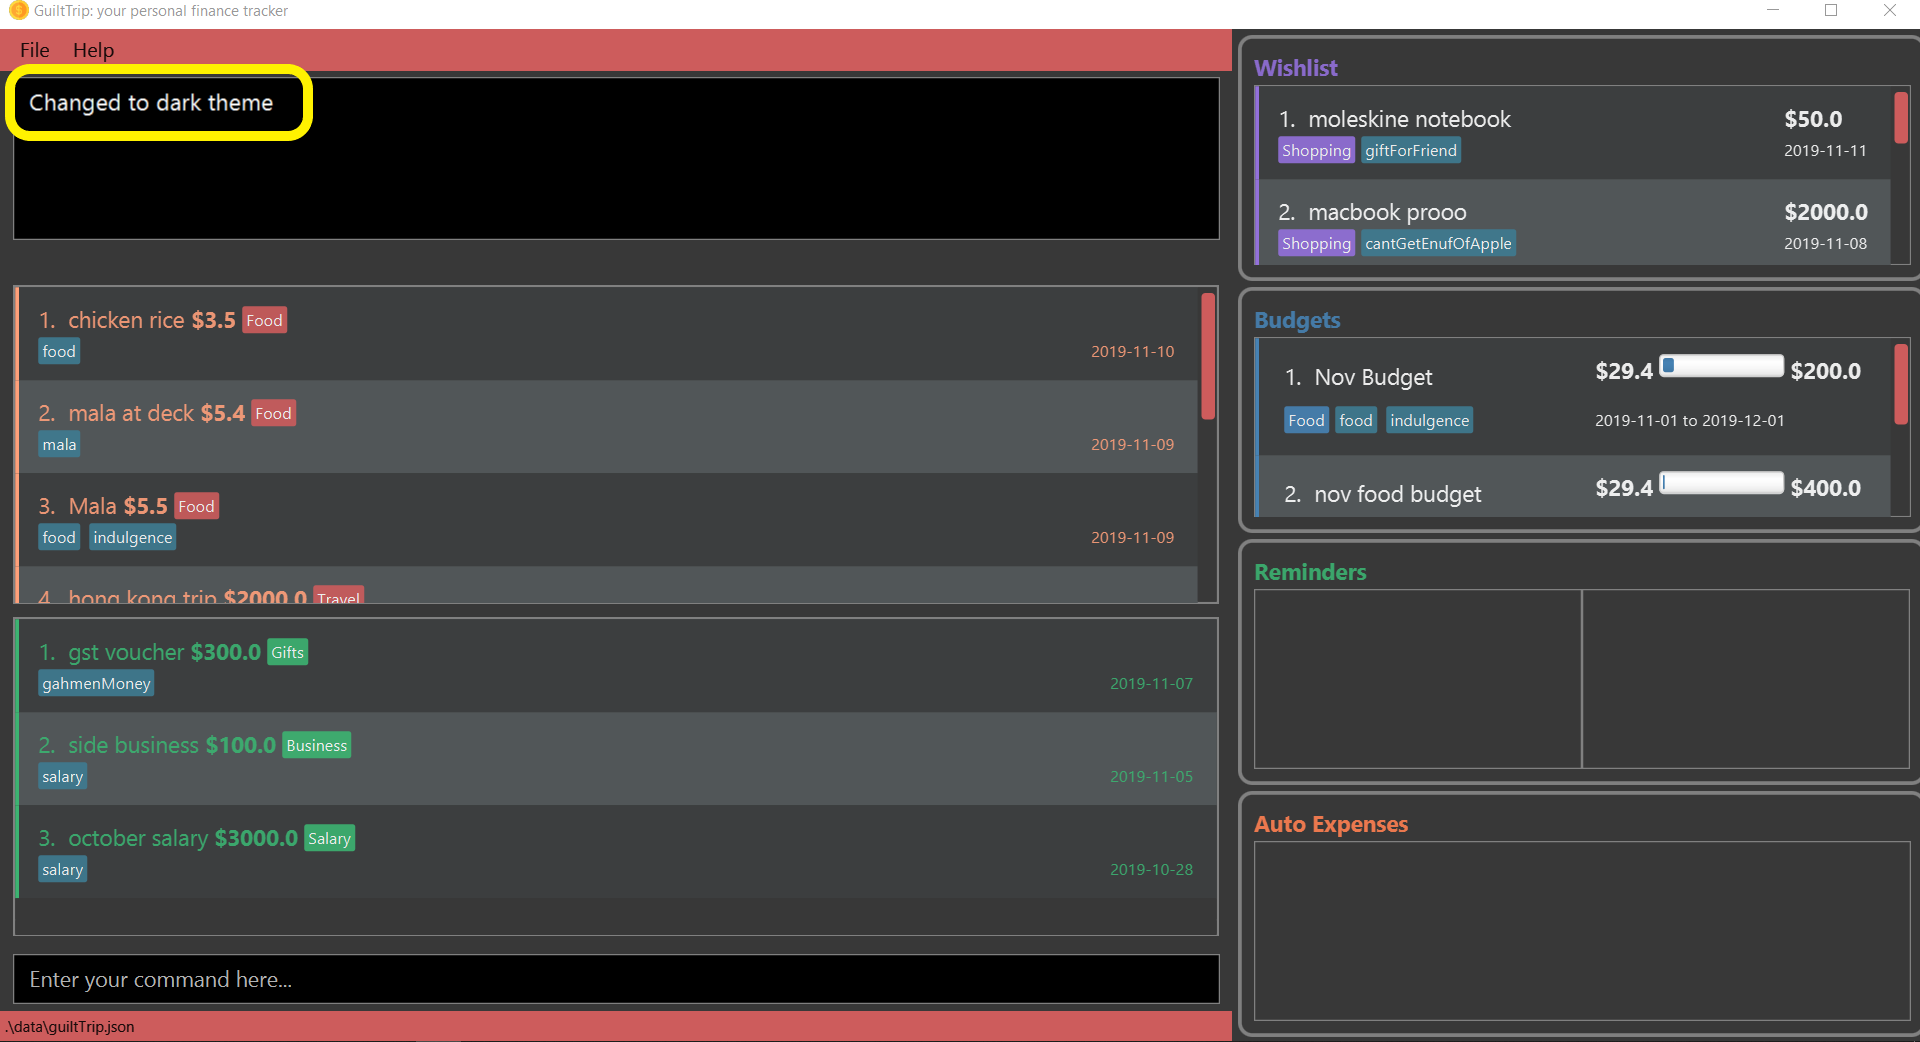 GuiltTrip: your personal finance tracker
File Help
Changed to dark theme
1. chicken rice $3.5 Food
food 2019-11-10
2. mala at deck $5.4 Food
mala 2019-11-09
3. Mala $5.5 Food
food indulgence 2019-11-09
4. hong kong trip $2000.0 Travel
1. gst voucher $300.0 Gifts
gahmenMoney 2019-11-07
2. side business $100.0 Business
salary 2019-11-05
3. october salary $3000.0 Salary
salary 2019-10-28
Enter your command here...
.\data\guiltTrip.json
Wishlist
1. moleskine notebook $50.0
Shopping giftForFriend 2019-11-11
2. macbook prooo $2000.0
Shopping cantGetEnufOfApple 2019-11-08
Budgets
1. Nov Budget $29.4 $200.0
Food food indulgence 2019-11-01 to 2019-12-01
2. nov food budget $29.4 $400.0
Reminders
Auto Expenses